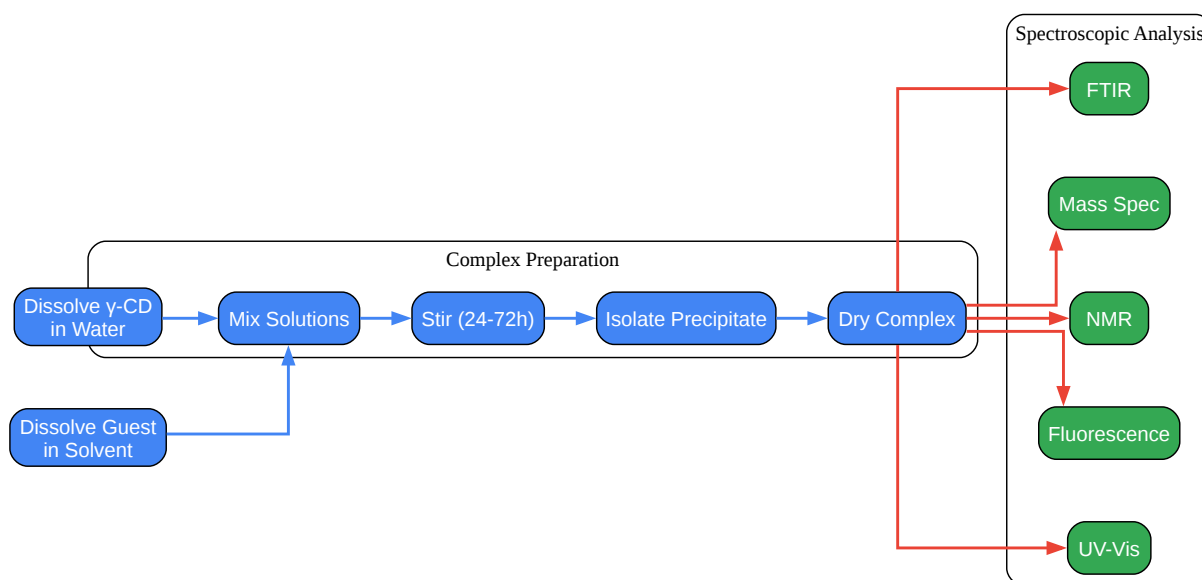 Spectroscopic Analysis
FTIR
Mass Spec
Complex Preparation
Dissolve γ-CD
in Water
Mix Solutions
Stir (24-72h)
Isolate Precipitate
Dry Complex
NMR
Dissolve Guest
in Solvent
Fluorescence
UV-Vis